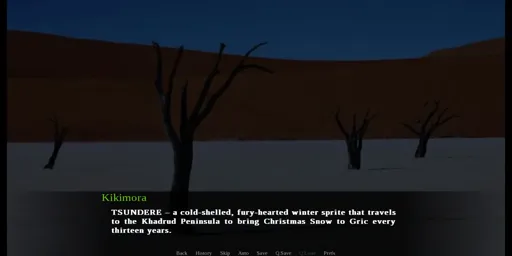 Kikimora
TSUNDERE – a cold-shelled, fury-hearted winter sprite that travels
to the Khadrud Peninsula to bring Christmas Snow to Gric every
thirteen years.
Back History Skip Auto Save Q.Save Q.Load Prefs